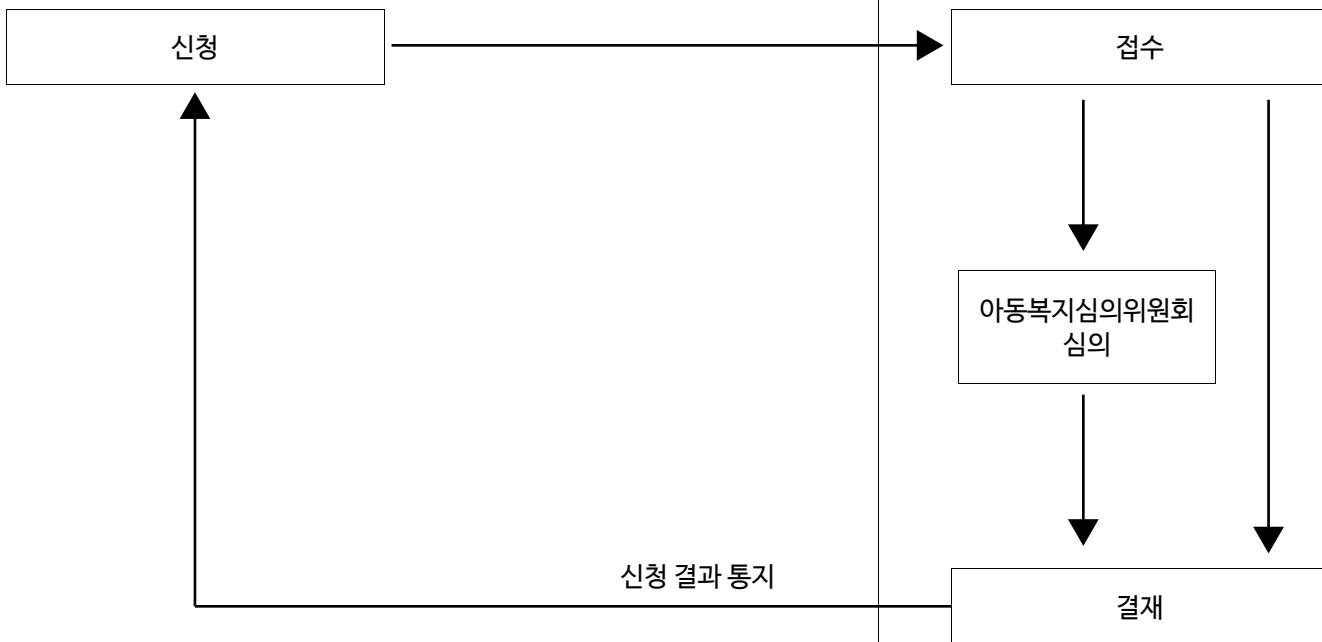 신청
접수
아동복지심의위원회
심의
신청 결과 통지
결재